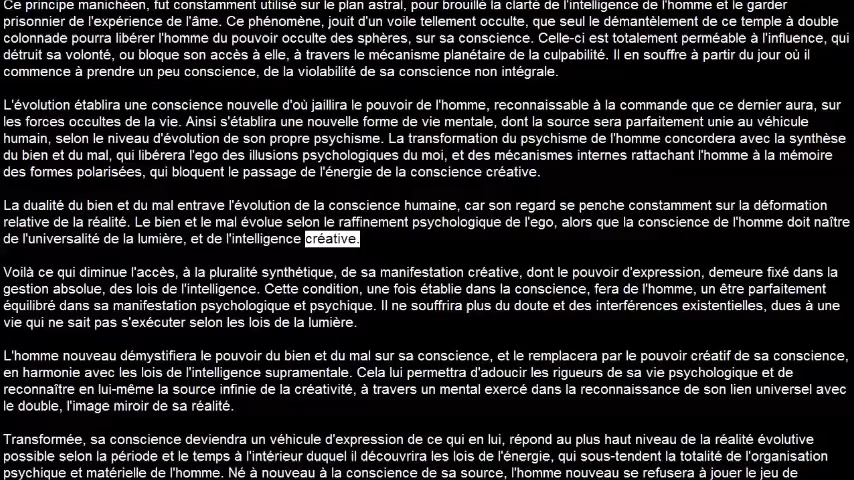 Ce principe manichéen, fut constamment utilisé sur le plan astral, pour brouillé la clarté de l'intelligence de l'homme et le garder
prisonnier de l'expérience de l'âme. Ce phénomène, jouit d'un voile tellement occulte, que seul le démantèlement de ce temple à double
colonnade pourra libérer l'homme du pouvoir occulte des sphères, sur sa conscience. Celle-ci est totalement perméable à l'influence, qui
détruit sa volonté, ou bloque son accès à elle, à travers le mécanisme planétaire de la culpabilité. Il en souffre à partir du jour où il
commence à prendre un peu conscience, de la violabilité de sa conscience non intégrale.

L'évolution établira une conscience nouvelle d'où jaillira le pouvoir de l'homme, reconnaissable à la commande que ce dernier aura, sur
les forces occultes de la vie. Ainsi s'établira une nouvelle forme de vie mentale, dont la source sera parfaitement unie au véhicule
humain, selon le niveau d'évolution de son propre psychisme. La transformation du psychisme de l'homme concordera avec la synthèse
du bien et du mal, qui libérera l'ego des illusions psychologiques du moi, et des mécanismes internes rattachant l'homme à la mémoire
des formes polarisées, qui bloquent le passage de l'énergie de la conscience créative.

La dualité du bien et du mal entrave l'évolution de la conscience humaine, car son regard se penche constamment sur la déformation
relative de la réalité. Le bien et le mal évolue selon le raffinement psychologique de l'ego, alors que la conscience de l'homme doit naître
de l'universalité de la lumière, et de l'intelligence créative.

Voilà ce qui diminue l'accès, à la pluralité synthétique, de sa manifestation créative, dont le pouvoir d'expression, demeure fixé dans la
gestion absolue, des lois de l'intelligence. Cette condition, une fois établie dans la conscience, fera de l'homme, un être parfaitement
équilibré dans sa manifestation psychologique et psychique. Il ne souffrira plus du doute et des interférences existentielles, dues à une
vie qui ne sait pas s'exécuter selon les lois de la lumière.

L'homme nouveau démystifiera le pouvoir du bien et du mal sur sa conscience, et le remplacera par le pouvoir créatif de sa conscience,
en harmonie avec les lois de l'intelligence supramentale. Cela lui permettra d'adoucir les rigueurs de sa vie psychologique et de
reconnaître en lui-même la source infinie de la créativité, à travers un mental exercé dans la reconnaissance de son lien universel avec
le double, l'image miroir de sa réalité.

Transformée, sa conscience deviendra un véhicule d'expression de ce qui en lui, répond au plus haut niveau de la réalité évolutive
possible selon la période et le temps à l'intérieur duquel il découvrira les lois de l'énergie, qui sous-tendent la totalité de l'organisation
psychique et matérielle de l'homme. Né à nouveau à la conscience de sa source, l'homme nouveau se refusera à jouer le jeu de